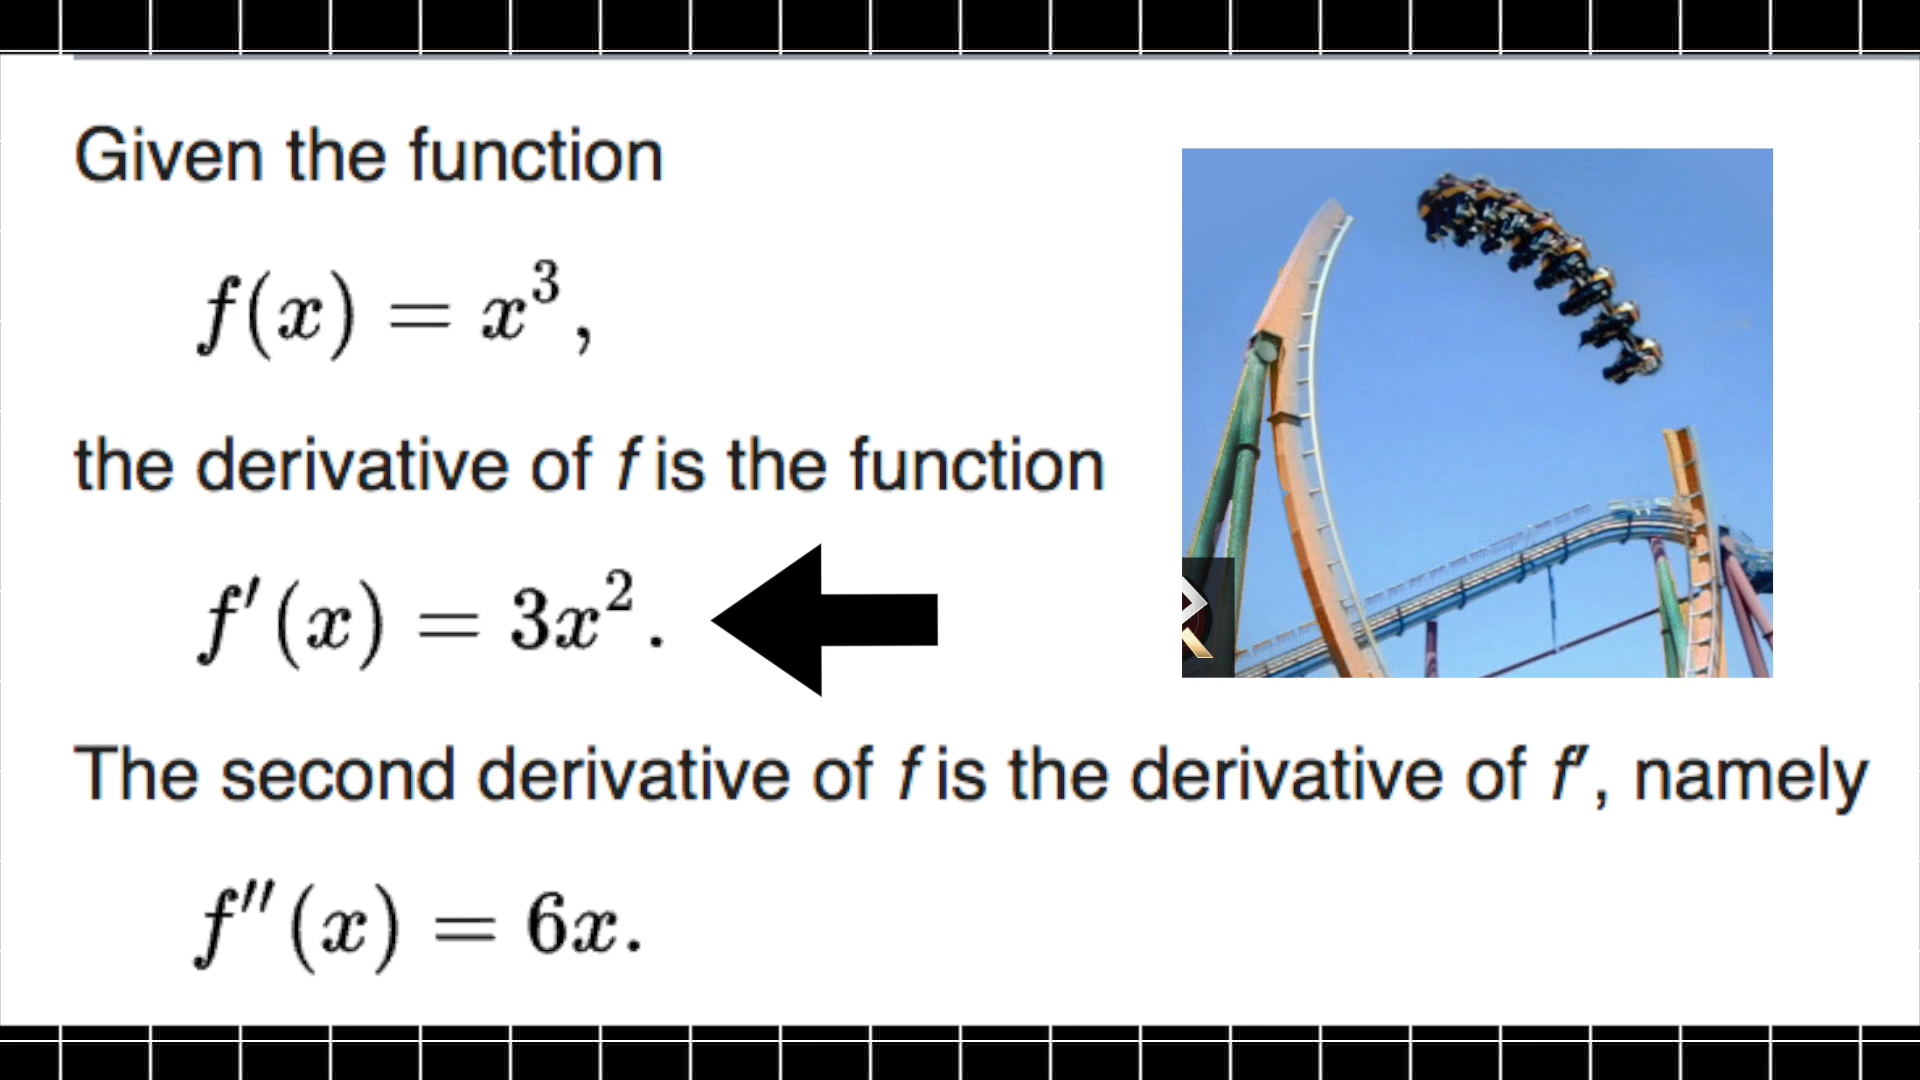 Given the function
f(x) = x³,
the derivative of f is the function
f′(x) = 3x².
The second derivative of f is the derivative of f′, namely
f″(x) = 6x.